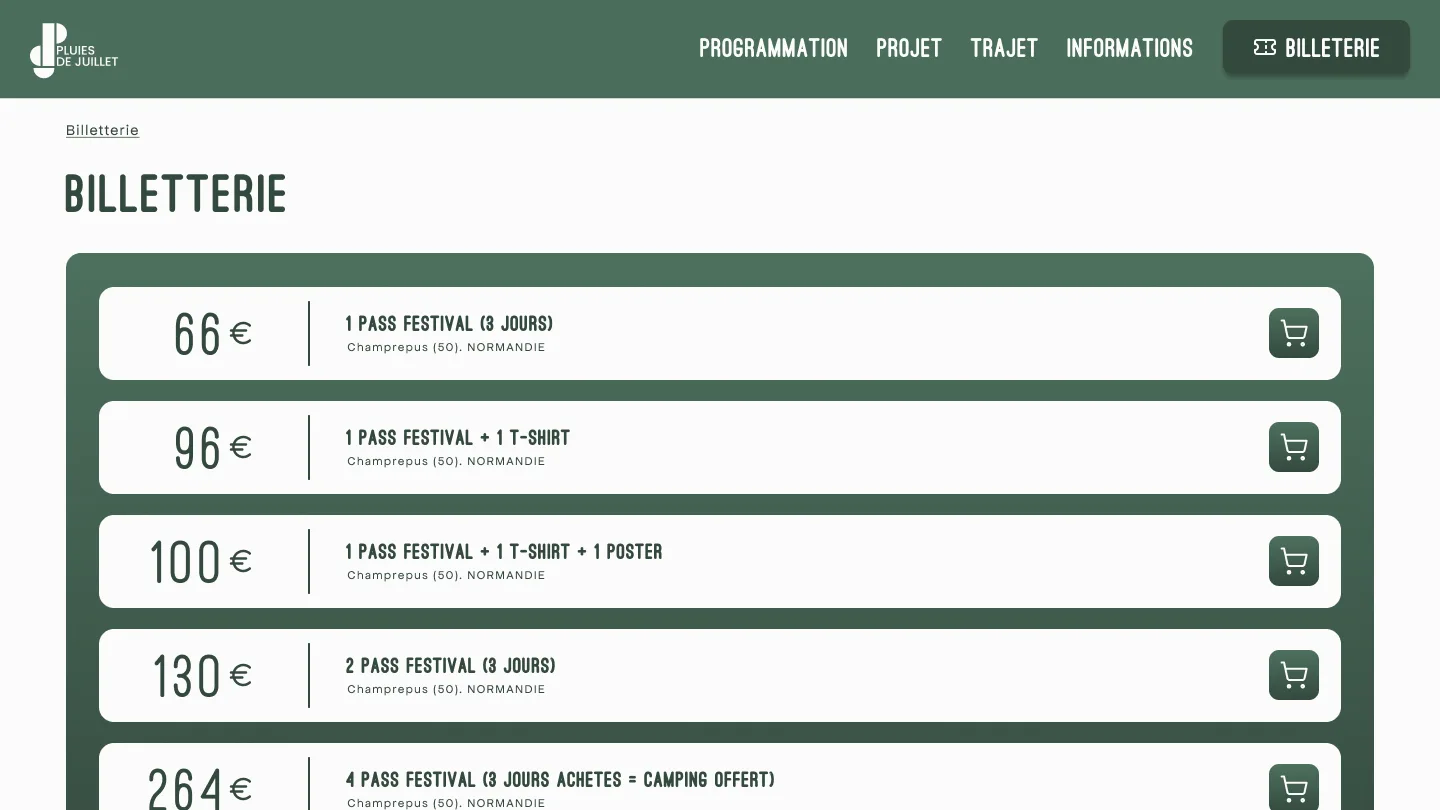 PLUIES
DE JUILLET
PROGRAMMATION PROJET TRAJET INFORMATIONS BILLETERIE
Billetterie
BILLETTERIE
66 €
1 PASS FESTIVAL (3 JOURS)
Champrepus (50). NORMANDIE
96 €
1 PASS FESTIVAL + 1 T-SHIRT
Champrepus (50). NORMANDIE
100 €
1 PASS FESTIVAL + 1 T-SHIRT + 1 POSTER
Champrepus (50). NORMANDIE
130 €
2 PASS FESTIVAL (3 JOURS)
Champrepus (50). NORMANDIE
264 €
4 PASS FESTIVAL (3 JOURS ACHETES = CAMPING OFFERT)
Champrepus (50). NORMANDIE